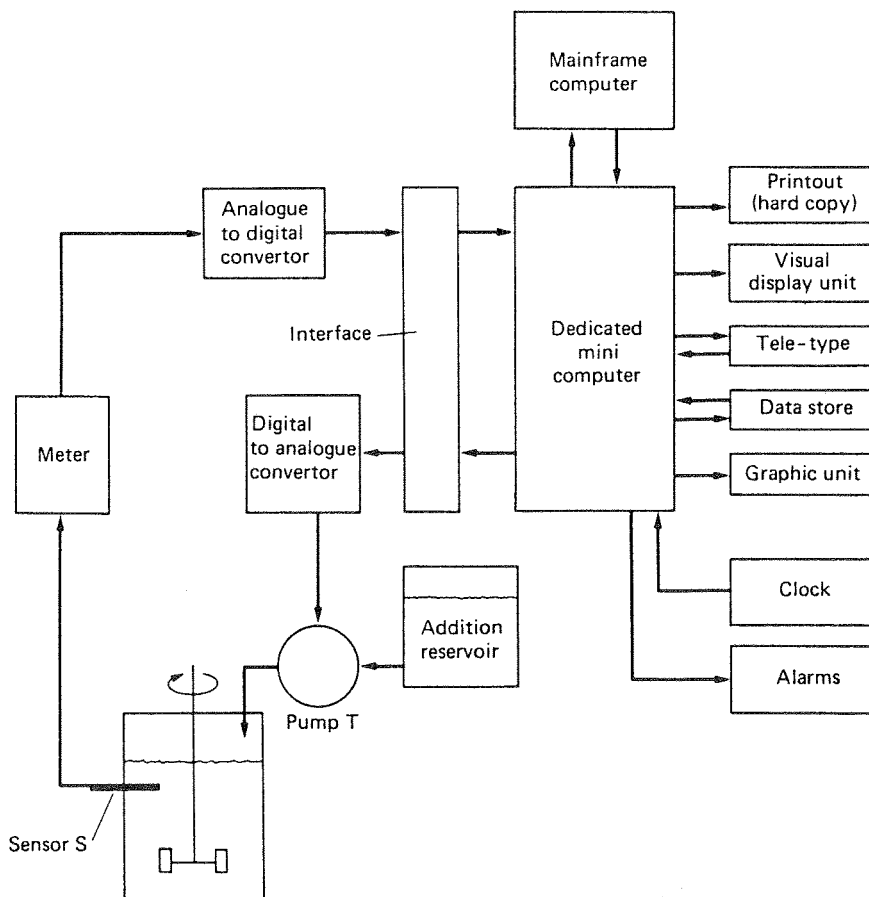 Mainframe
computer
Printout
(hard copy)
Analogue
to digital
convertor
Visual
display unit
Interface
Dedicated
mini
computer
Tele-type
Data store
Meter
Digital
to analogue
convertor
Graphic unit
Clock
Addition
reservoir
Alarms
Pump T
Sensor S